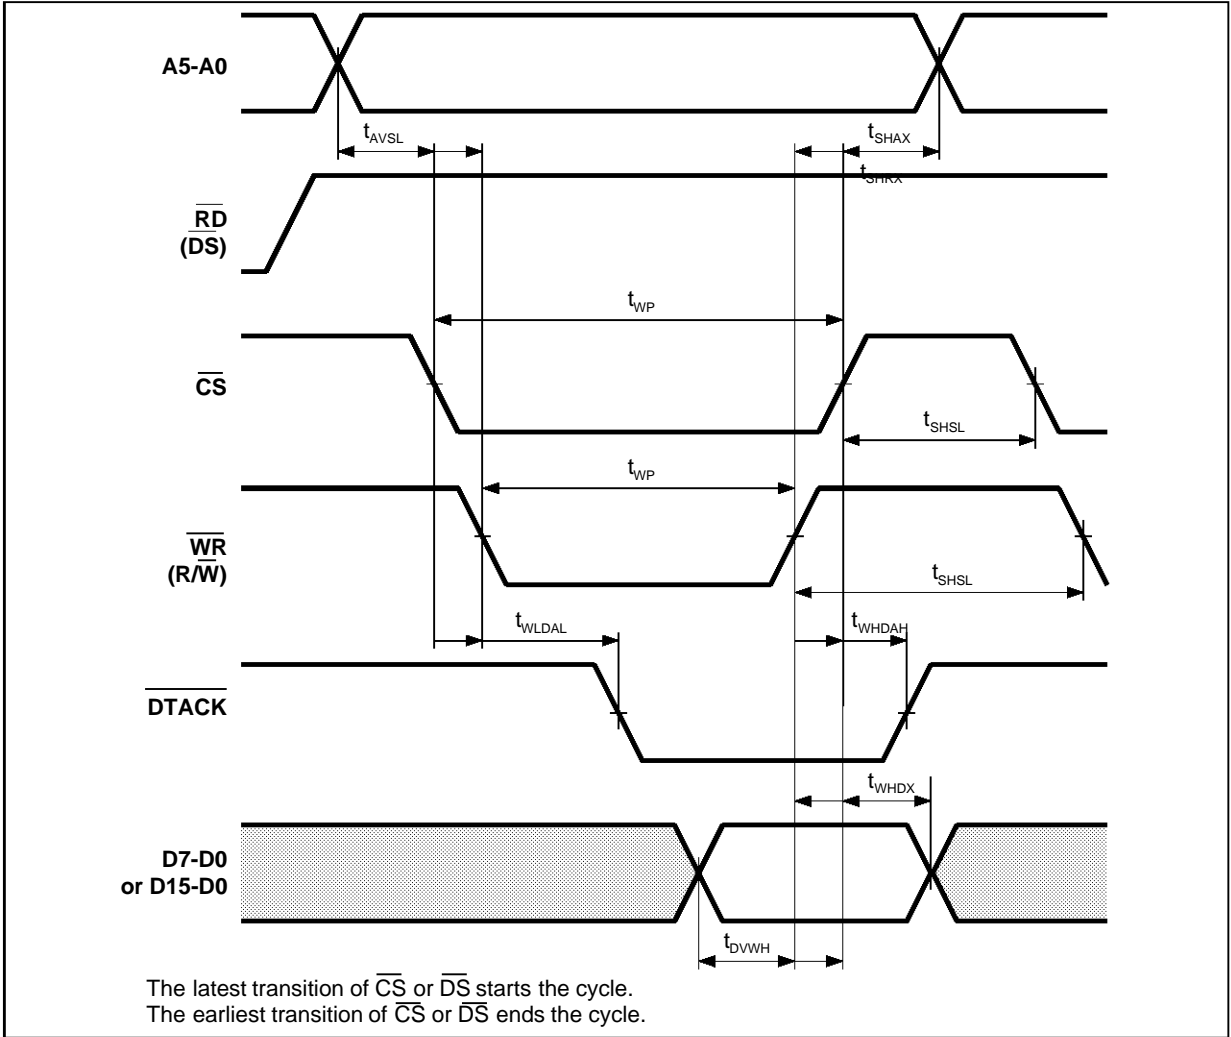 A5-A0
tAVSL
tSHAX
tSHRX
RD
(DS)
tWP
CS
tSHSL
tWP
WR
(R/W)
tSHSL
tWLDAL
tWHDAH
DTACK
tWHDX
D7-D0
or D15-D0
tDVWH
The latest transition of CS or DS starts the cycle.
The earliest transition of CS or DS ends the cycle.